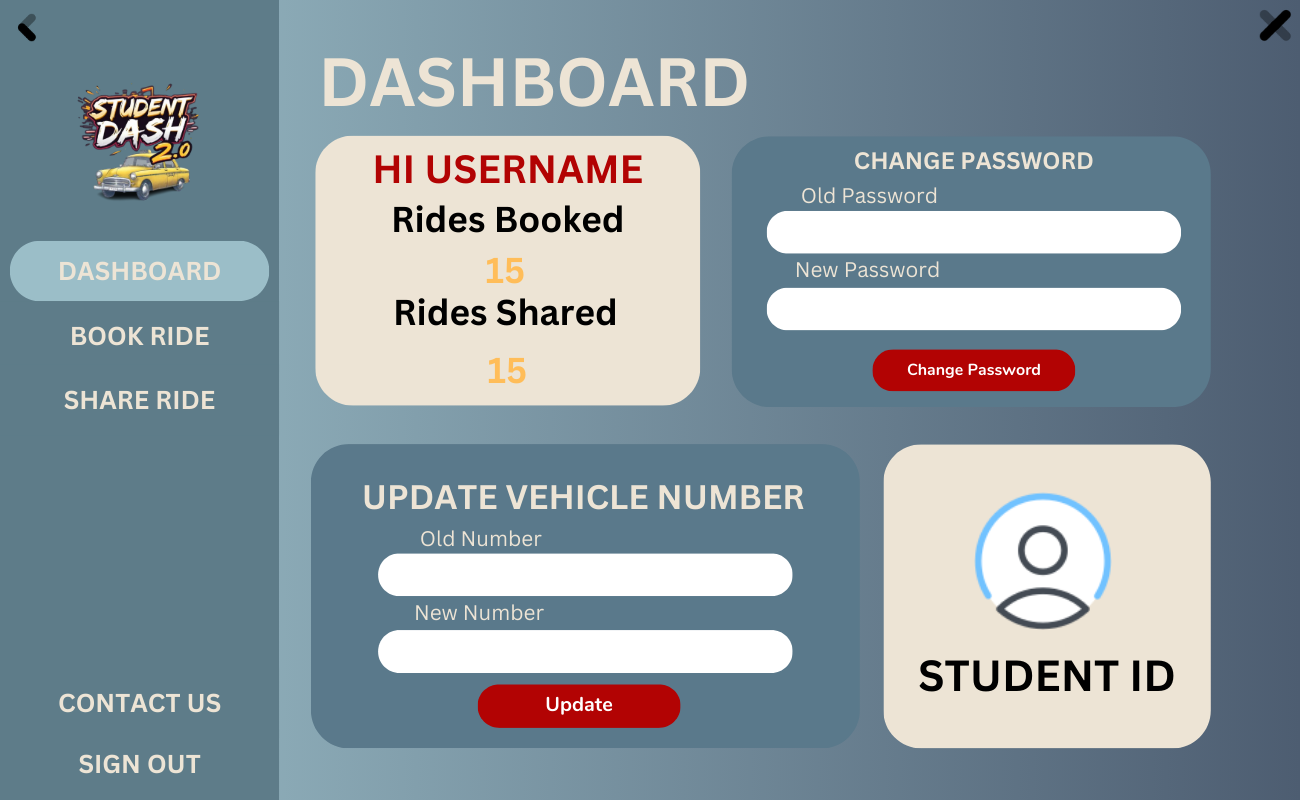 STUDENT
DASH
2.0
DASHBOARD
BOOK RIDE
SHARE RIDE
CONTACT US
SIGN OUT
DASHBOARD
HI USERNAME
Rides Booked
15
Rides Shared
15
CHANGE PASSWORD
Old Password
New Password
Change Password
UPDATE VEHICLE NUMBER
Old Number
New Number
Update
STUDENT ID